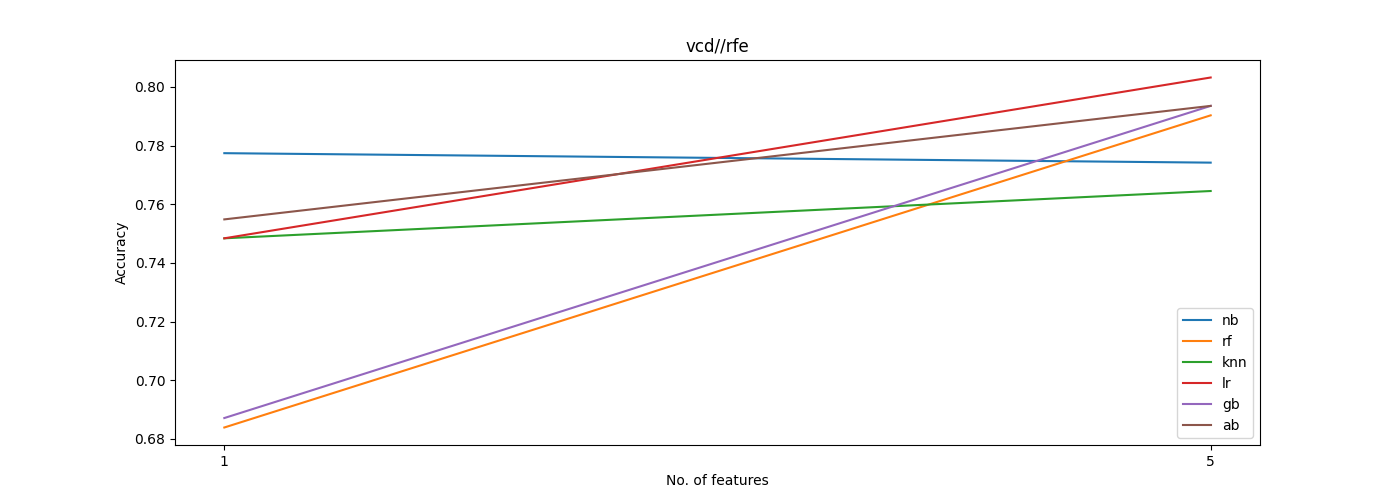 vcd//rfe
Accuracy
0.80
0.78
0.76
0.74
0.72
0.70
0.68
1
5
No. of features
nb
rf
knn
lr
gb
ab